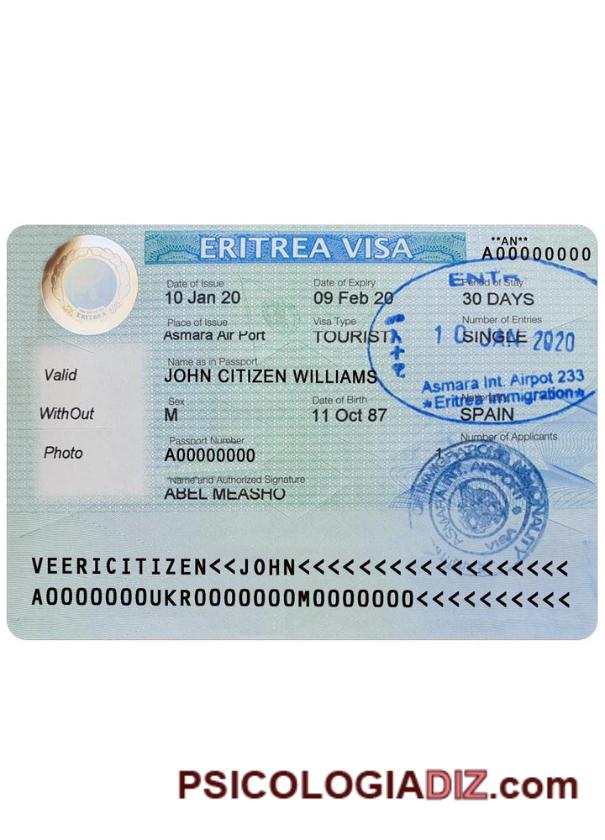 ERITREA VISA
**AN**
A00000000
Date of Issue
10 Jan 20
Date of Expiry
09 Feb 20
Period of Stay
30 DAYS
Place of Issue
Asmara Air Port
Visa Type
TOURIST
Number of Entries
SINGLE
10 JAN 2020
Valid
WithOut
Photo
Name as in Passport
JOHN CITIZEN WILLIAMS
Asmara Int. Airpot 233
*Eritrea Immigration*
Sex
M
Date of Birth
11 Oct 87
Nationality
SPAIN
Passport Number
A00000000
Number of Applicants
1
Name and Authorized Signature
ABEL MEASHO
VEERICITIZEN<<JOHN<<<<<<<<<<<<<<<<<<
A0000000UKR0000000M0000000<<<<<<<<<<
PSICOLOGIADIZ.com